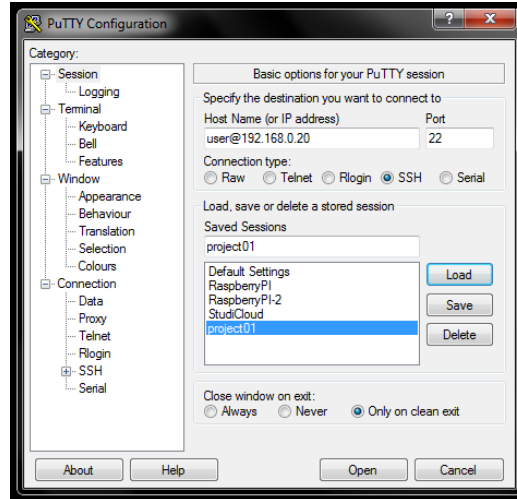 PuTTY Configuration
?
X
Category:
Session
Logging
Terminal
Keyboard
Bell
Features
Window
Appearance
Behaviour
Translation
Selection
Colours
Connection
Data
Proxy
Telnet
Rlogin
SSH
Serial
Basic options for your PuTTY session
Specify the destination you want to connect to
Host Name (or IP address) Port
user@192.168.0.20 22
Connection type:
Raw Telnet Rlogin SSH Serial
Load, save or delete a stored session
Saved Sessions
project01
Default Settings
RaspberryPI
RaspberryPI-2
StudiCloud
project01
Load
Save
Delete
Close window on exit:
Always Never Only on clean exit
About Help Open Cancel